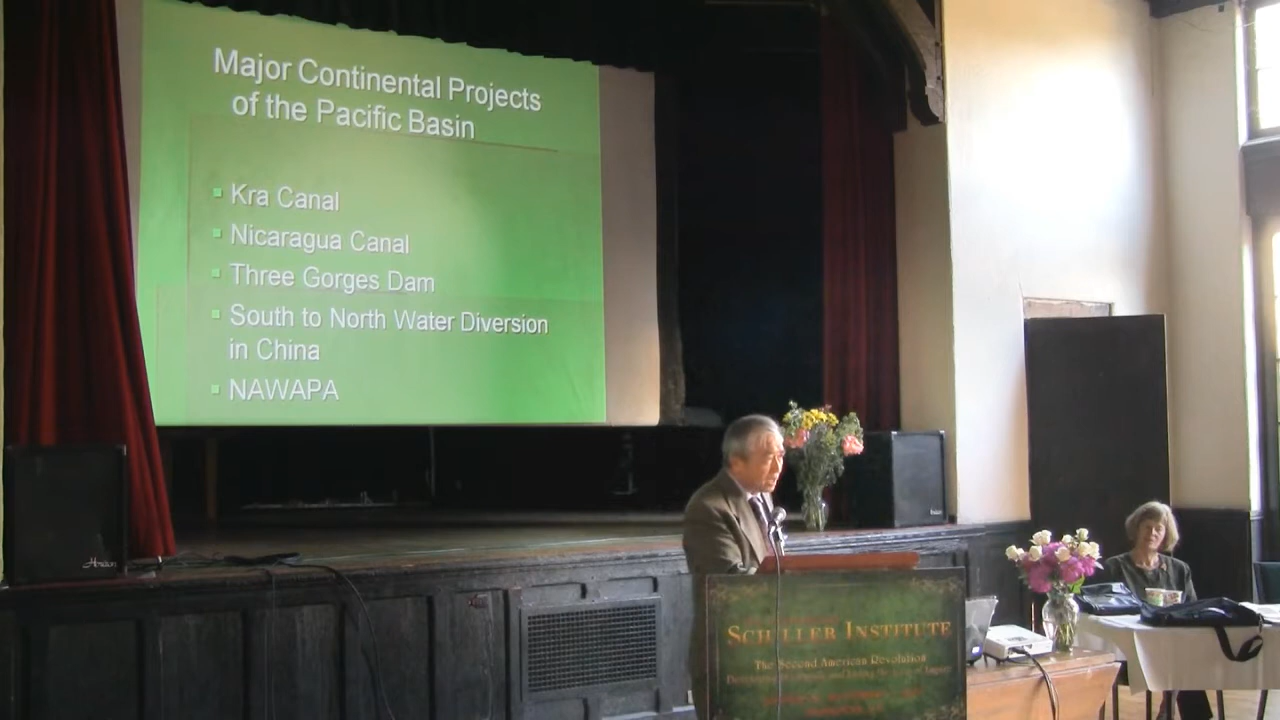 Major Continental Projects
of the Pacific Basin
Kra Canal
Nicaragua Canal
Three Gorges Dam
South to North Water Diversion
in China
NAWAPA
SCHILLER INSTITUTE
The Second American Revolution